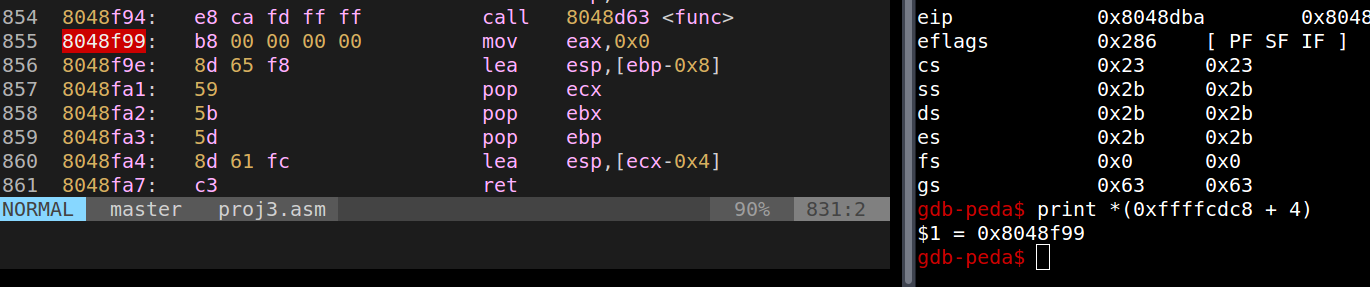 854 8048f94: e8 ca fd ff ff call 8048d63 <func>
855 8048f99: b8 00 00 00 00 mov eax,0x0
856 8048f9e: 8d 65 f8 lea esp,[ebp-0x8]
857 8048fa1: 59 pop ecx
858 8048fa2: 5b pop ebx
859 8048fa3: 5d pop ebp
860 8048fa4: 8d 61 fc lea esp,[ecx-0x4]
861 8048fa7: c3 ret
NORMAL master proj3.asm 90% 831:2
eip 0x8048dba 0x8048
eflags 0x286 [ PF SF IF ]
cs 0x23 0x23
ss 0x2b 0x2b
ds 0x2b 0x2b
es 0x2b 0x2b
fs 0x0 0x0
gs 0x63 0x63
gdb-peda$ print *(0xffffcdc8 + 4)
$1 = 0x8048f99
gdb-peda$